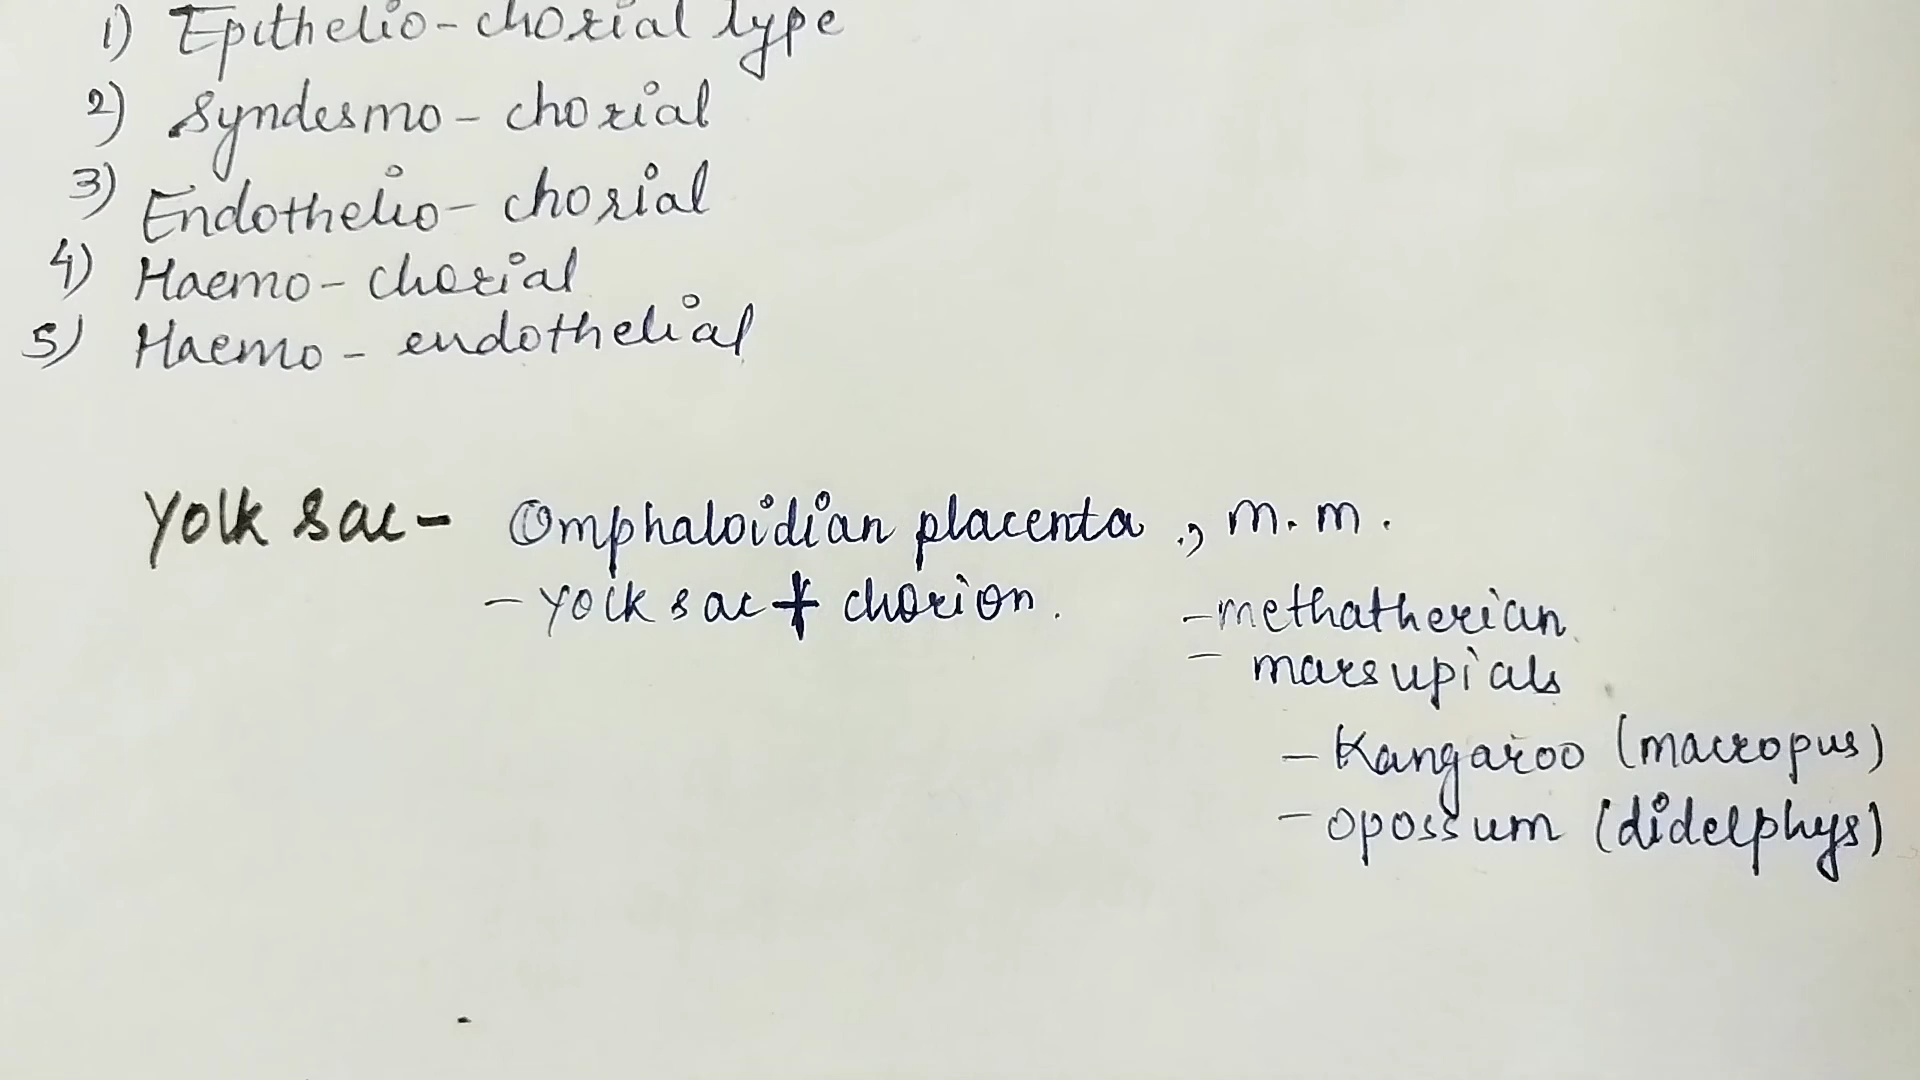 1) Epithelio-chorial type
2) Syndesmo-chorial
3) Endothelio-chorial
4) Haemo-chorial
5) Haemo-endothelial
Yolk sac- Omphaloidian placenta ., m.m.
- Yolk sac + chorion.
- methatherian
- marsupials
- Kangaroo (macropus)
- opossum (didelphys)